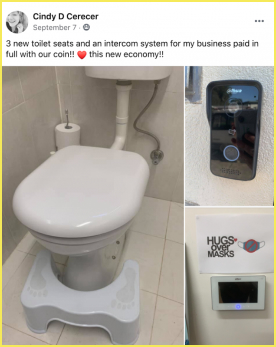 Cindy D Cerecer
September 7 ·
3 new toilet seats and an intercom system for my business paid in
full with our coin!! ❤️ this new economy!!
alhua
HUGS
over
MASKS